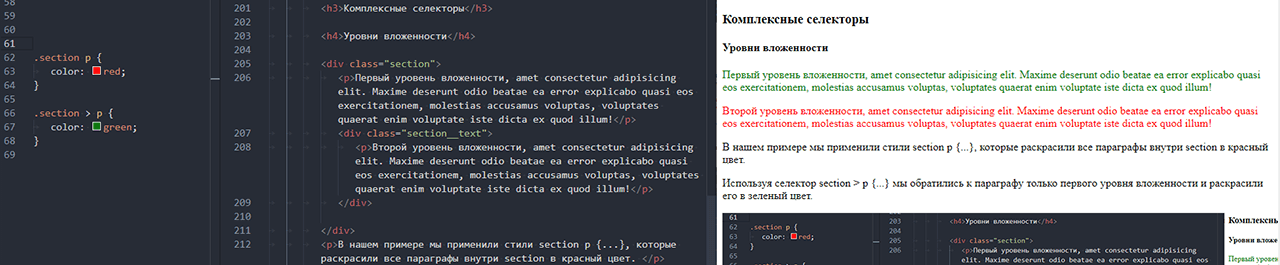 58
59
60
61
62 .section p {
63 color: red;
64 }
65
66 .section > p {
67 color: green;
68 }
69
201 <h3>Комплексные селекторы</h3>
202
203 <h4>Уровни вложенности</h4>
204
205 <div class="section">
206 <p>Первый уровень вложенности, amet consectetur adipisicing
elit. Maxime deserunt odio beatae ea error explicabo quasi eos
exercitationem, molestias accusamus voluptas, voluptates
quaerat enim voluptate iste dicta ex quod illum!</p>
207 <div class="section__text">
208 <p>Второй уровень вложенности, amet consectetur adipisicing
elit. Maxime deserunt odio beatae ea error explicabo quasi
eos exercitationem, molestias accusamus voluptas, voluptates
quaerat enim voluptate iste dicta ex quod illum!</p>
209 </div>
210
211 </div>
212 <p>В нашем примере мы применили стили section p {...}, которые
раскрасили все параграфы внутри section в красный цвет. </p>
Комплексные селекторы
Уровни вложенности
Первый уровень вложенности, amet consectetur adipisicing elit. Maxime deserunt odio beatae ea error explicabo quasi
eos exercitationem, molestias accusamus voluptas, voluptates quaerat enim voluptate iste dicta ex quod illum!
Второй уровень вложенности, amet consectetur adipisicing elit. Maxime deserunt odio beatae ea error explicabo quasi
eos exercitationem, molestias accusamus voluptas, voluptates quaerat enim voluptate iste dicta ex quod illum!
В нашем примере мы применили стили section p {...}, которые раскрасили все параграфы внутри section в красный
цвет.
Используя селектор section > p {...} мы обратились к параграфу только первого уровня вложенности и раскрасили
его в зеленый цвет.
61
62 .section p {
63 color: red;
64 }
65
203 <h4>Уровни вложенности</h4>
204
205 <div class="section">
206 <p>Первый уровень вложенности, amet consectetur adipisicing
elit. Maxime deserunt odio beatae ea error explicabo quasi eos
Комплексны
Уровни вложе
Первый уровен